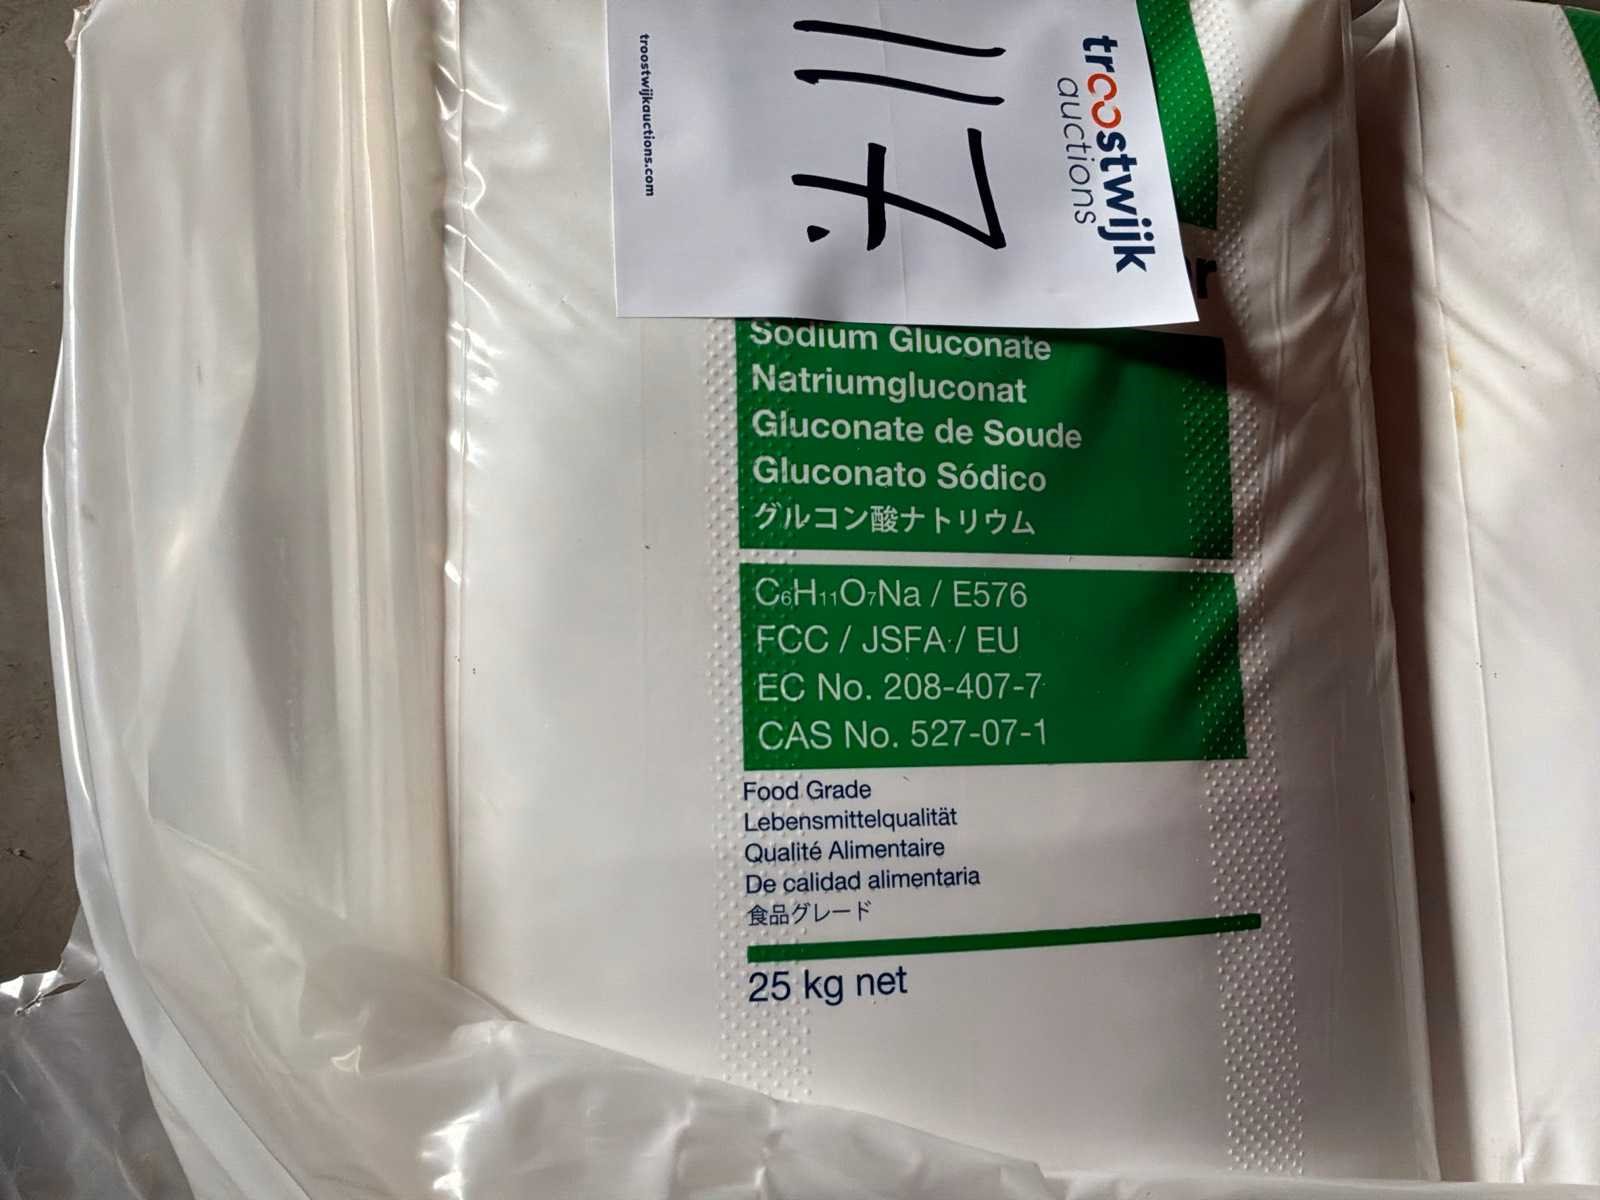 troostwijk
auctions
117.
troostwijkauctions.com
Sodium Gluconate
Natriumgluconat
Gluconate de Soude
Gluconato Sódico
グルコン酸ナトリウム
C₆H₁₁O₇Na / E576
FCC / JSFA / EU
EC No. 208-407-7
CAS No. 527-07-1
Food Grade
Lebensmittelqualität
Qualité Alimentaire
De calidad alimentaria
食品グレード
25 kg net